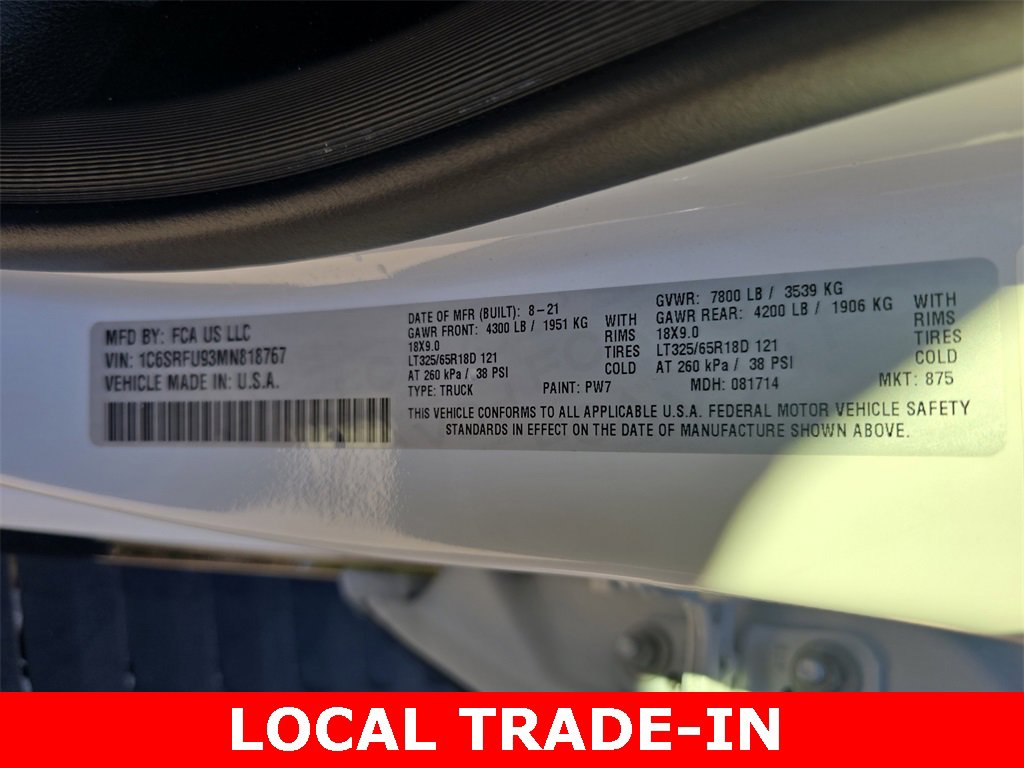 MFD BY: FCA US LLC
VIN: 1C6SRFU93MN818767
VEHICLE MADE IN: U.S.A.
DATE OF MFR (BUILT): 8-21
GAWR FRONT: 4300 LB / 1951 KG WITH
18X9.0 RIMS
LT325/65R18D 121 TIRES
AT 260 kPa / 38 PSI COLD
TYPE: TRUCK PAINT: PW7
GVWR: 7800 LB / 3539 KG
GAWR REAR: 4200 LB / 1906 KG WITH
18X9.0 RIMS
LT325/65R18D 121 TIRES
AT 260 kPa / 38 PSI COLD
MDH: 081714 MKT: 875
THIS VEHICLE CONFORMS TO ALL APPLICABLE U.S.A. FEDERAL MOTOR VEHICLE SAFETY
STANDARDS IN EFFECT ON THE DATE OF MANUFACTURE SHOWN ABOVE.
LOCAL TRADE-IN